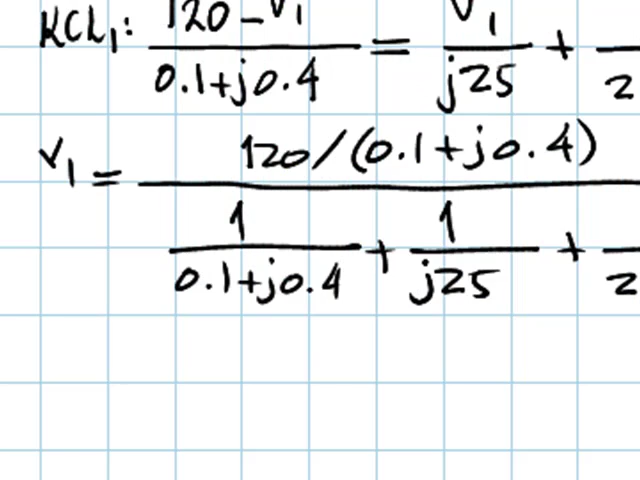 KCL₁: 120 - V₁ / 0.1+j0.4 = V₁ / j25 +
V₁ = 120/(0.1+j0.4)
1 / 0.1+j0.4 + 1 / j25 + / 2